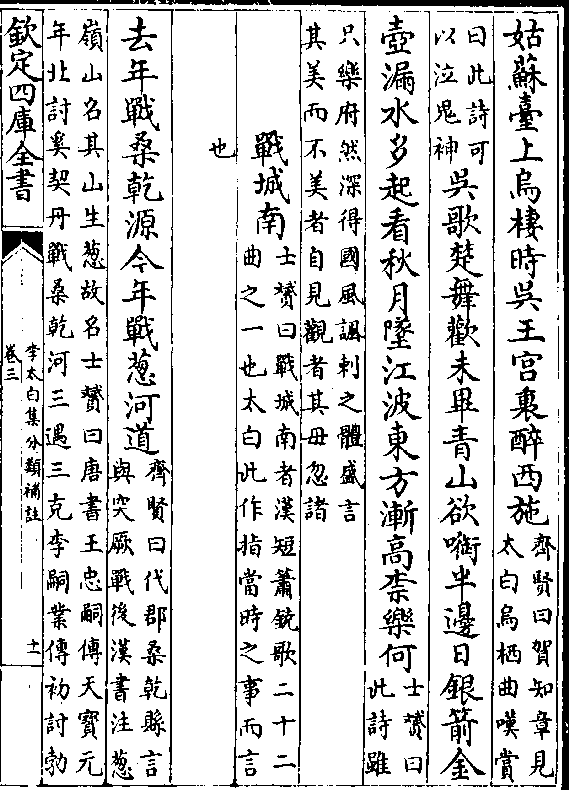 姑蘇臺上烏棲時吳王宫裏醉西施齊賢曰賀知章見
太白烏栖曲嘆賞
曰此詩可
以泣鬼神吳歌楚舞歡未畢青山欲啣半邊日銀箭金
壺漏水多起看秋月墜江波東方漸高柰樂何士贇曰
此詩雖
只樂府然深得國風諷刺之體盛言
其美而不美者自見觀者其毋忽諸
戰城南士贇曰戰城南者漢短蕭鐃歌二十二
曲之一也太白此作指當時之事而言
也
去年戰桑乾源今年戰葱河道齊賢曰代郡桑乾縣言
與突厥戰後漢書注葱
嶺山名其山生葱故名士贇曰唐書王忠嗣傳天寶元
年北討奚契丹戰桑乾河三遇三克李嗣業傳初討勃
欽定四庫全書
李太白集分類補註
卷三
十一